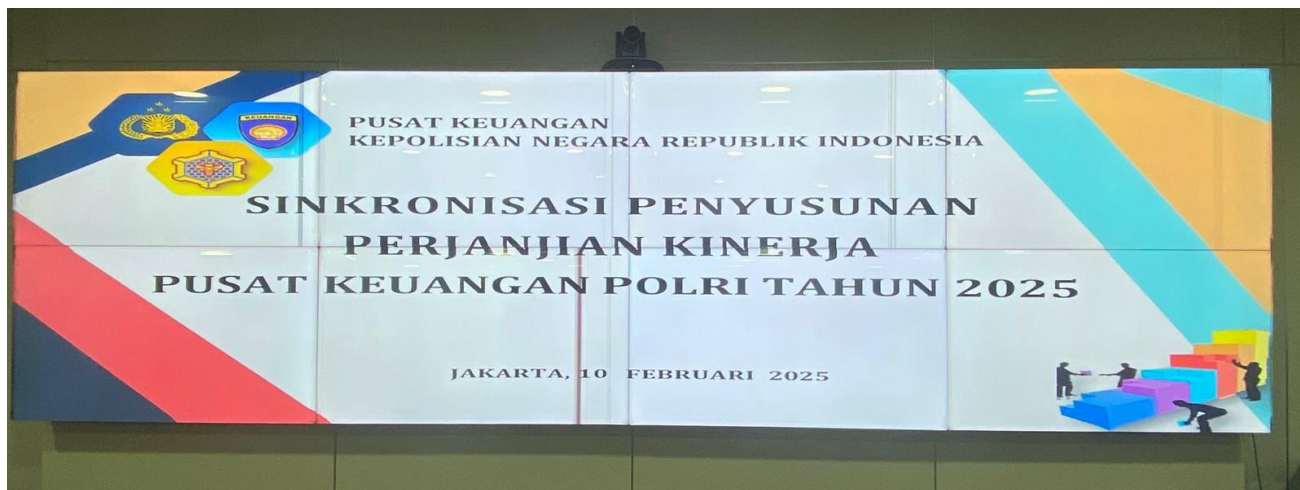 KEUANGAN
PUSAT KEUANGAN
KEPOLISIAN NEGARA REPUBLIK INDONESIA
SINKRONISASI PENYUSUNAN
PERJANJIAN KINERJA
PUSAT KEUANGAN POLRI TAHUN 2025
JAKARTA, 10 FEBRUARI 2025